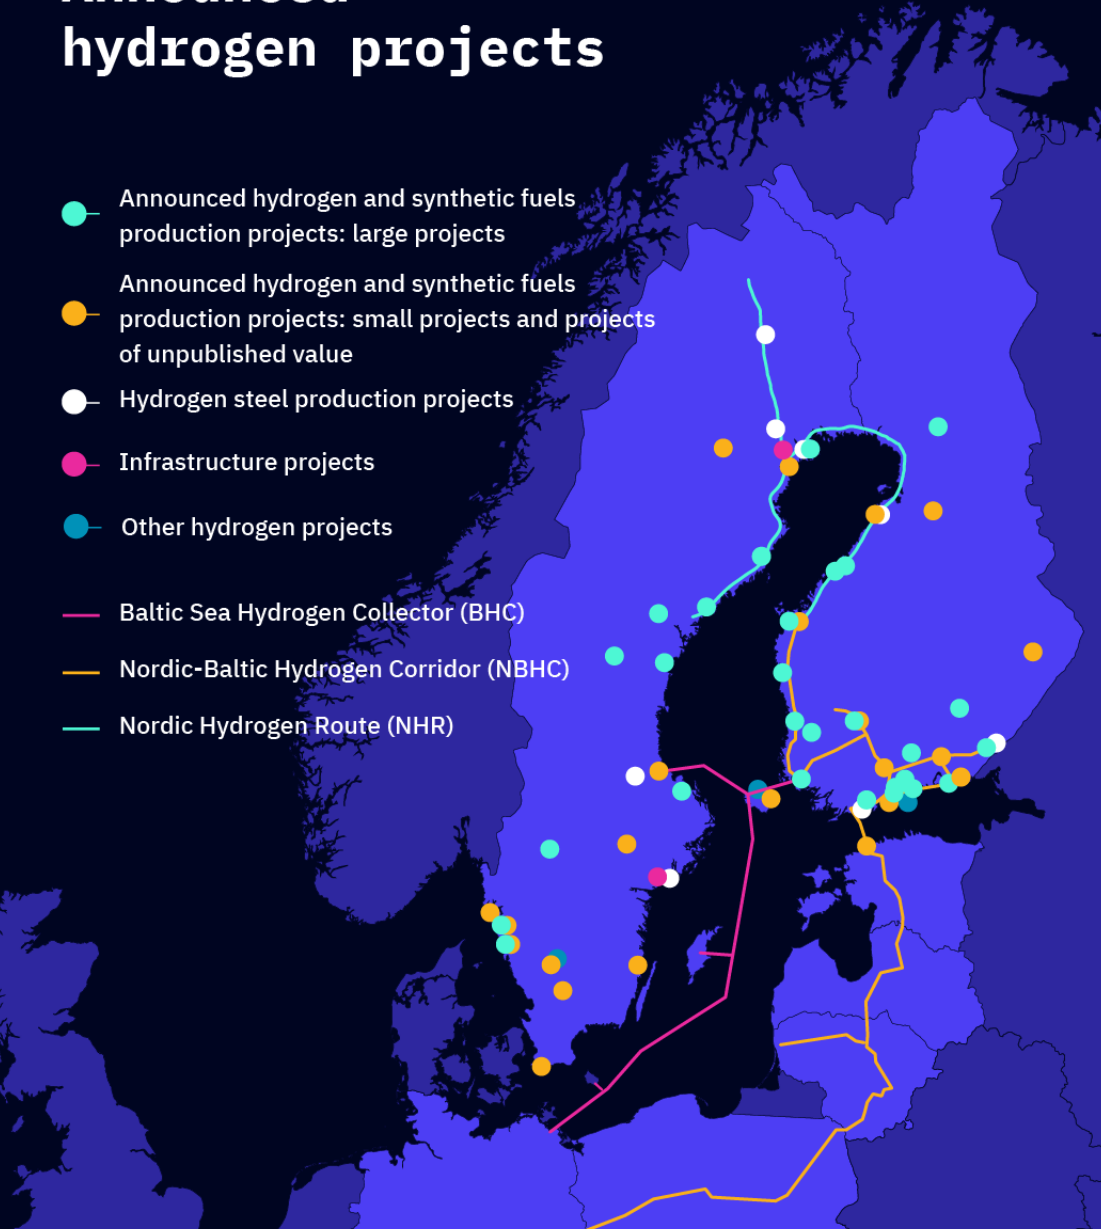 Announced
hydrogen projects
Announced hydrogen and synthetic fuels
production projects: large projects
Announced hydrogen and synthetic fuels
production projects: small projects and projects
of unpublished value
Hydrogen steel production projects
Infrastructure projects
Other hydrogen projects
Baltic Sea Hydrogen Collector (BHC)
Nordic-Baltic Hydrogen Corridor (NBHC)
Nordic Hydrogen Route (NHR)